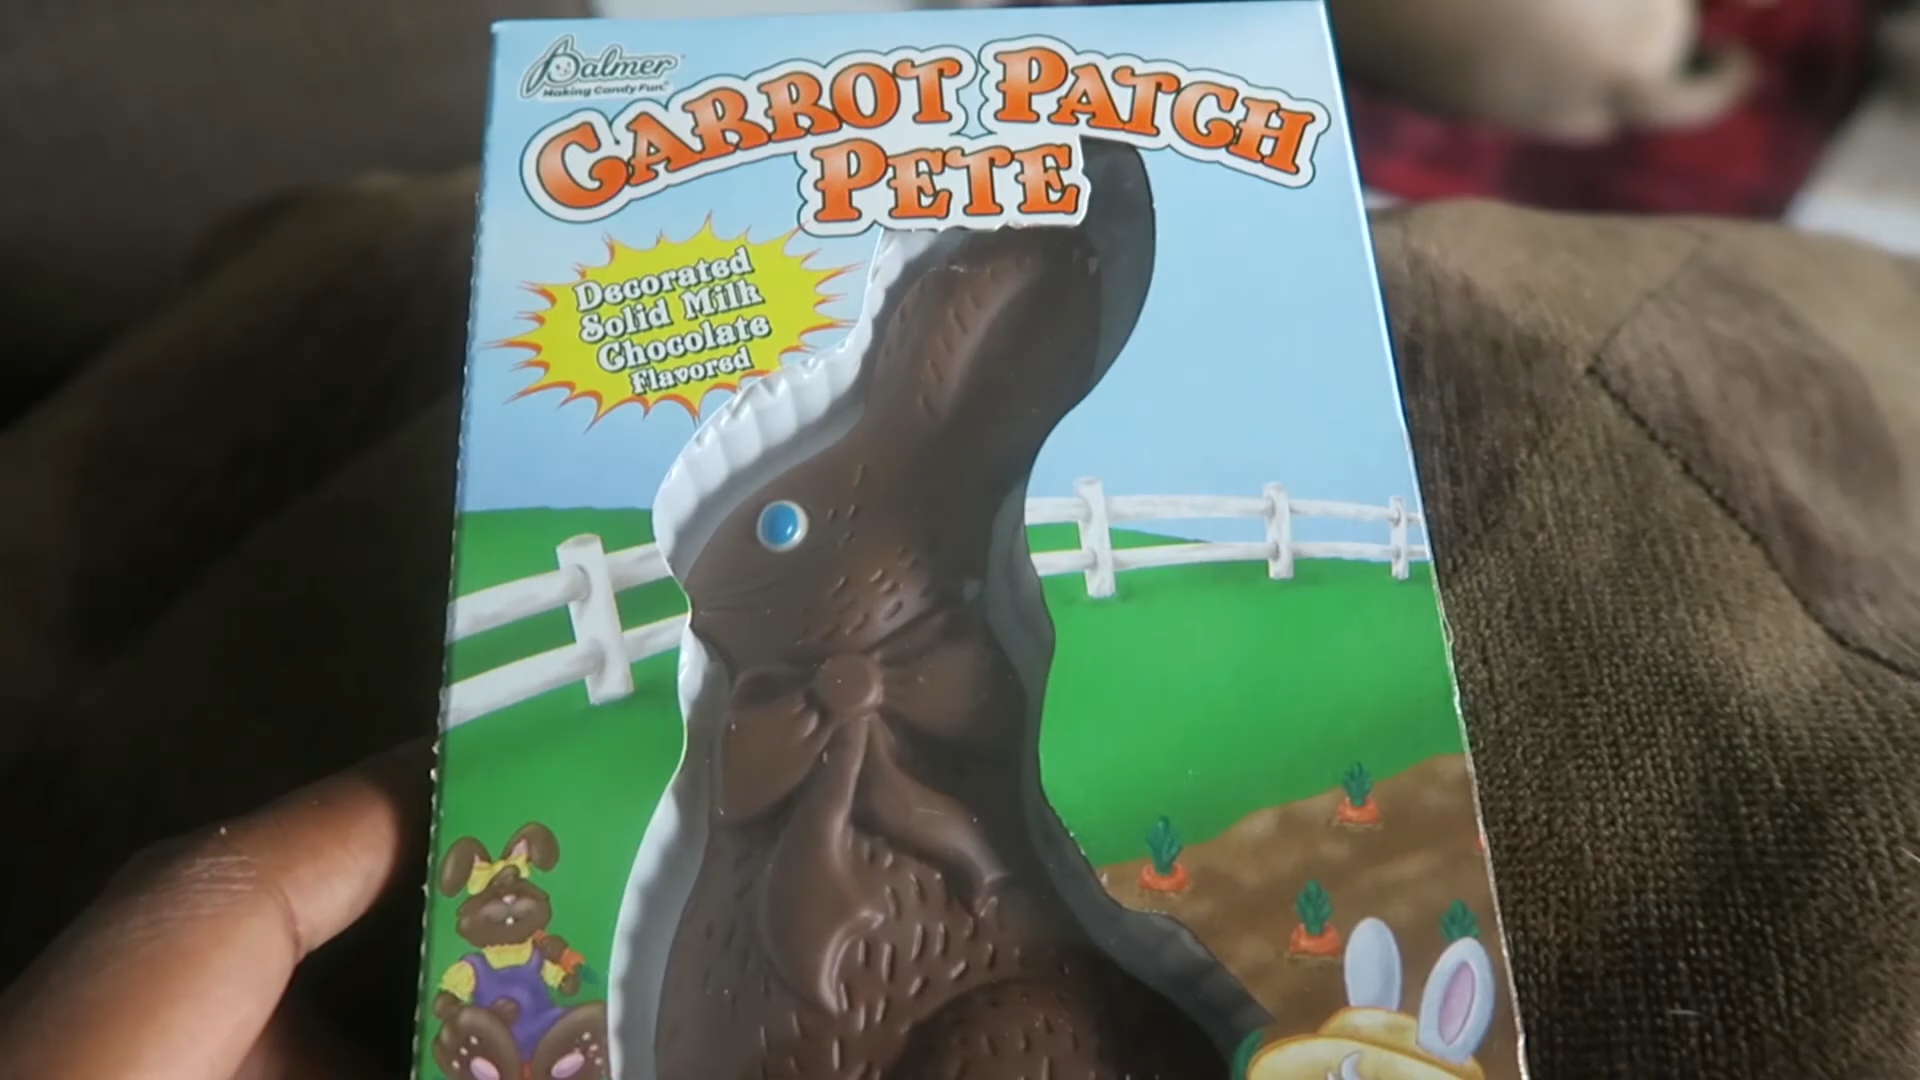 Palmer
Making Candy Fun.
CARROT PATCH
PETE
Decorated
Solid Milk
Chocolate
Flavored